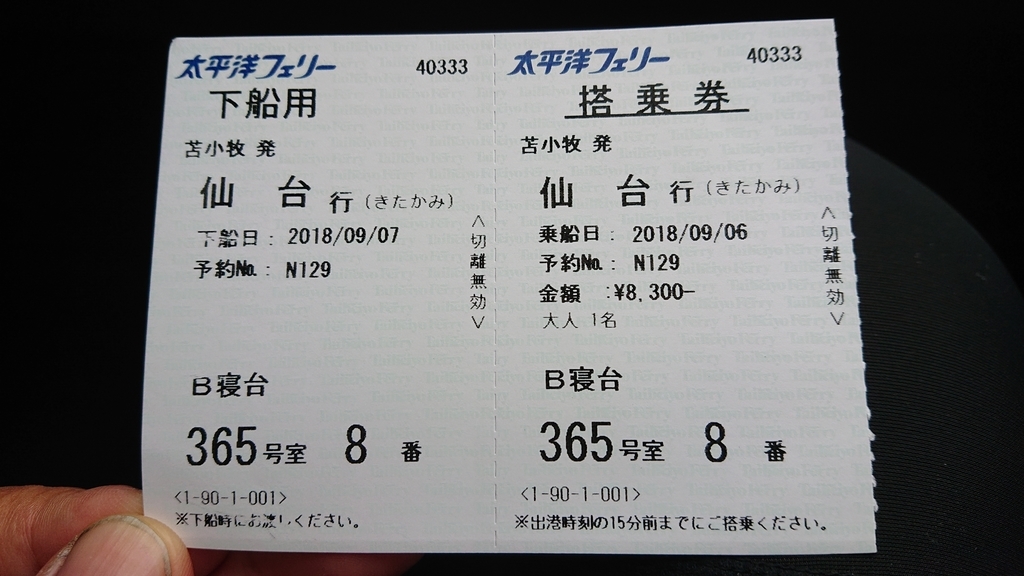 太平洋フェリー 40333
下船用
苫小牧 発
仙台行(きたかみ)
下船日: 2018/09/07
予約No.: N129
<切離無効>
B寝台
365号室 8番
<1-90-1-001>
※下船時にお渡しください。
太平洋フェリー 40333
搭乗券
苫小牧 発
仙台行(きたかみ)
乗船日: 2018/09/06
予約No.: N129
金額 :¥8,300-
大人 1名
<切離無効>
B寝台
365号室 8番
<1-90-1-001>
※出港時刻の15分前までにご搭乗ください。